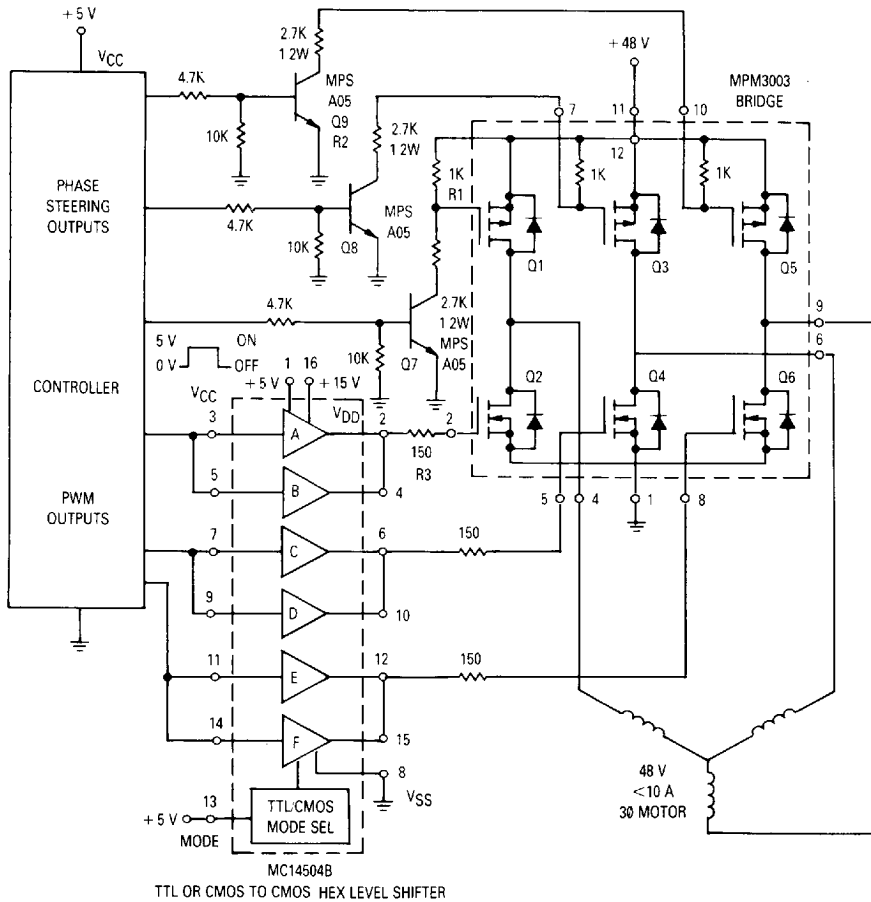 +5 V
VCC
4.7K
10K
2.7K
1 2W
MPS
A05
Q9
R2
PHASE
STEERING
OUTPUTS
4.7K
10K
Q8
MPS
A05
2.7K
1 2W
4.7K
10K
Q7
2.7K
1 2W
MPS
A05
1K
R1
+ 48 V
MPM3003
BRIDGE
7
11
10
12
1K
1K
Q1
Q3
Q5
9
6
Q2
Q4
Q6
5
4
1
8
5 V
0 V
ON
OFF
CONTROLLER
1
16
+ 5 V
+ 15 V
VCC
VDD
3
A
2
150
R3
2
5
B
4
PWM
OUTPUTS
7
C
6
150
9
D
10
11
E
12
150
14
F
15
8
VSS
13
+ 5 V
MODE
TTL/CMOS
MODE SEL
48 V
<10 A
3Ø MOTOR
MC14504B
TTL OR CMOS TO CMOS HEX LEVEL SHIFTER